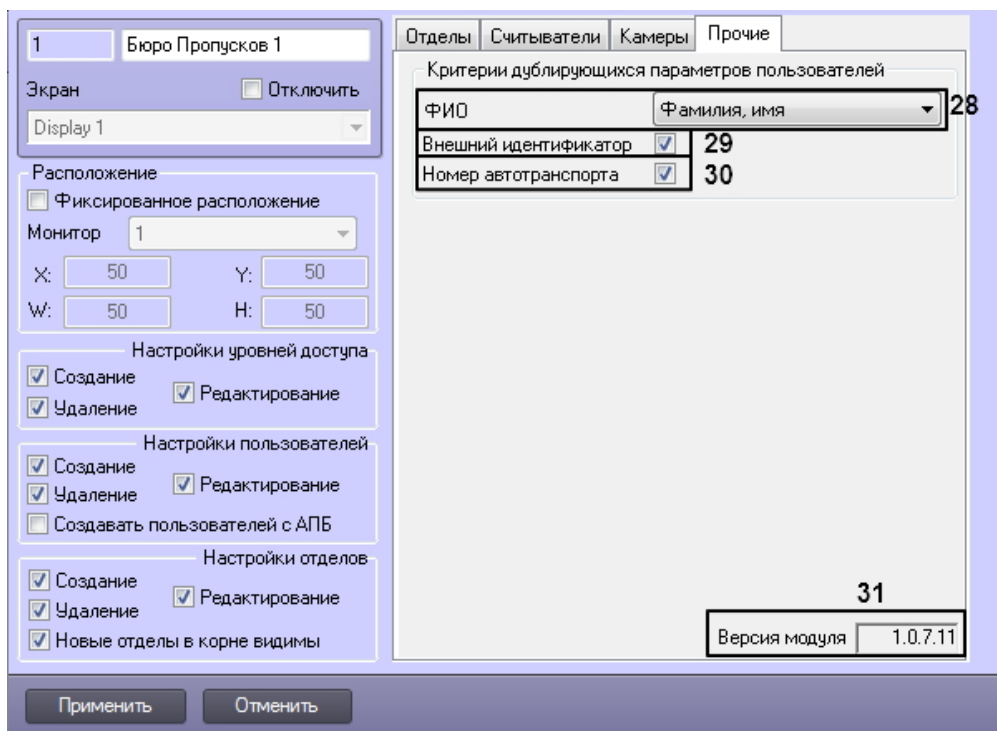 1 Бюро Пропусков 1
Экран Отключить
Display 1
Расположение
Фиксированное расположение
Монитор 1
X: 50 Y: 50
W: 50 H: 50
Настройки уровней доступа
Создание
Редактирование
Удаление
Настройки пользователей
Создание
Редактирование
Удаление
Создавать пользователей с АПБ
Настройки отделов
Создание
Редактирование
Удаление
Новые отделы в корне видимы
Отделы Считыватели Камеры Прочие
Критерии дублирующихся параметров пользователей
ФИО Фамилия, имя 28
Внешний идентификатор 29
Номер автотранспорта 30
31
Версия модуля 1.0.7.11
Применить Отменить